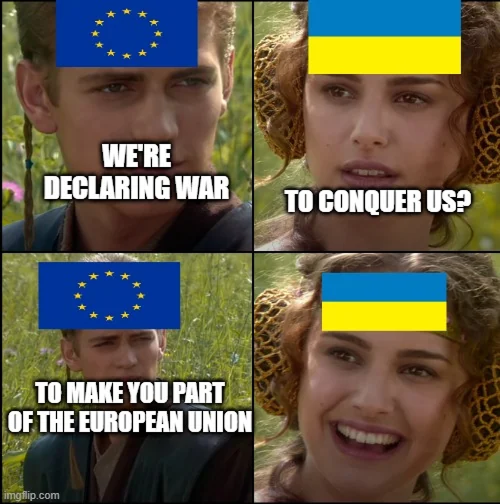 WE'RE
DECLARING WAR
TO CONQUER US?
TO MAKE YOU PART
OF THE EUROPEAN UNION
imgflip.com